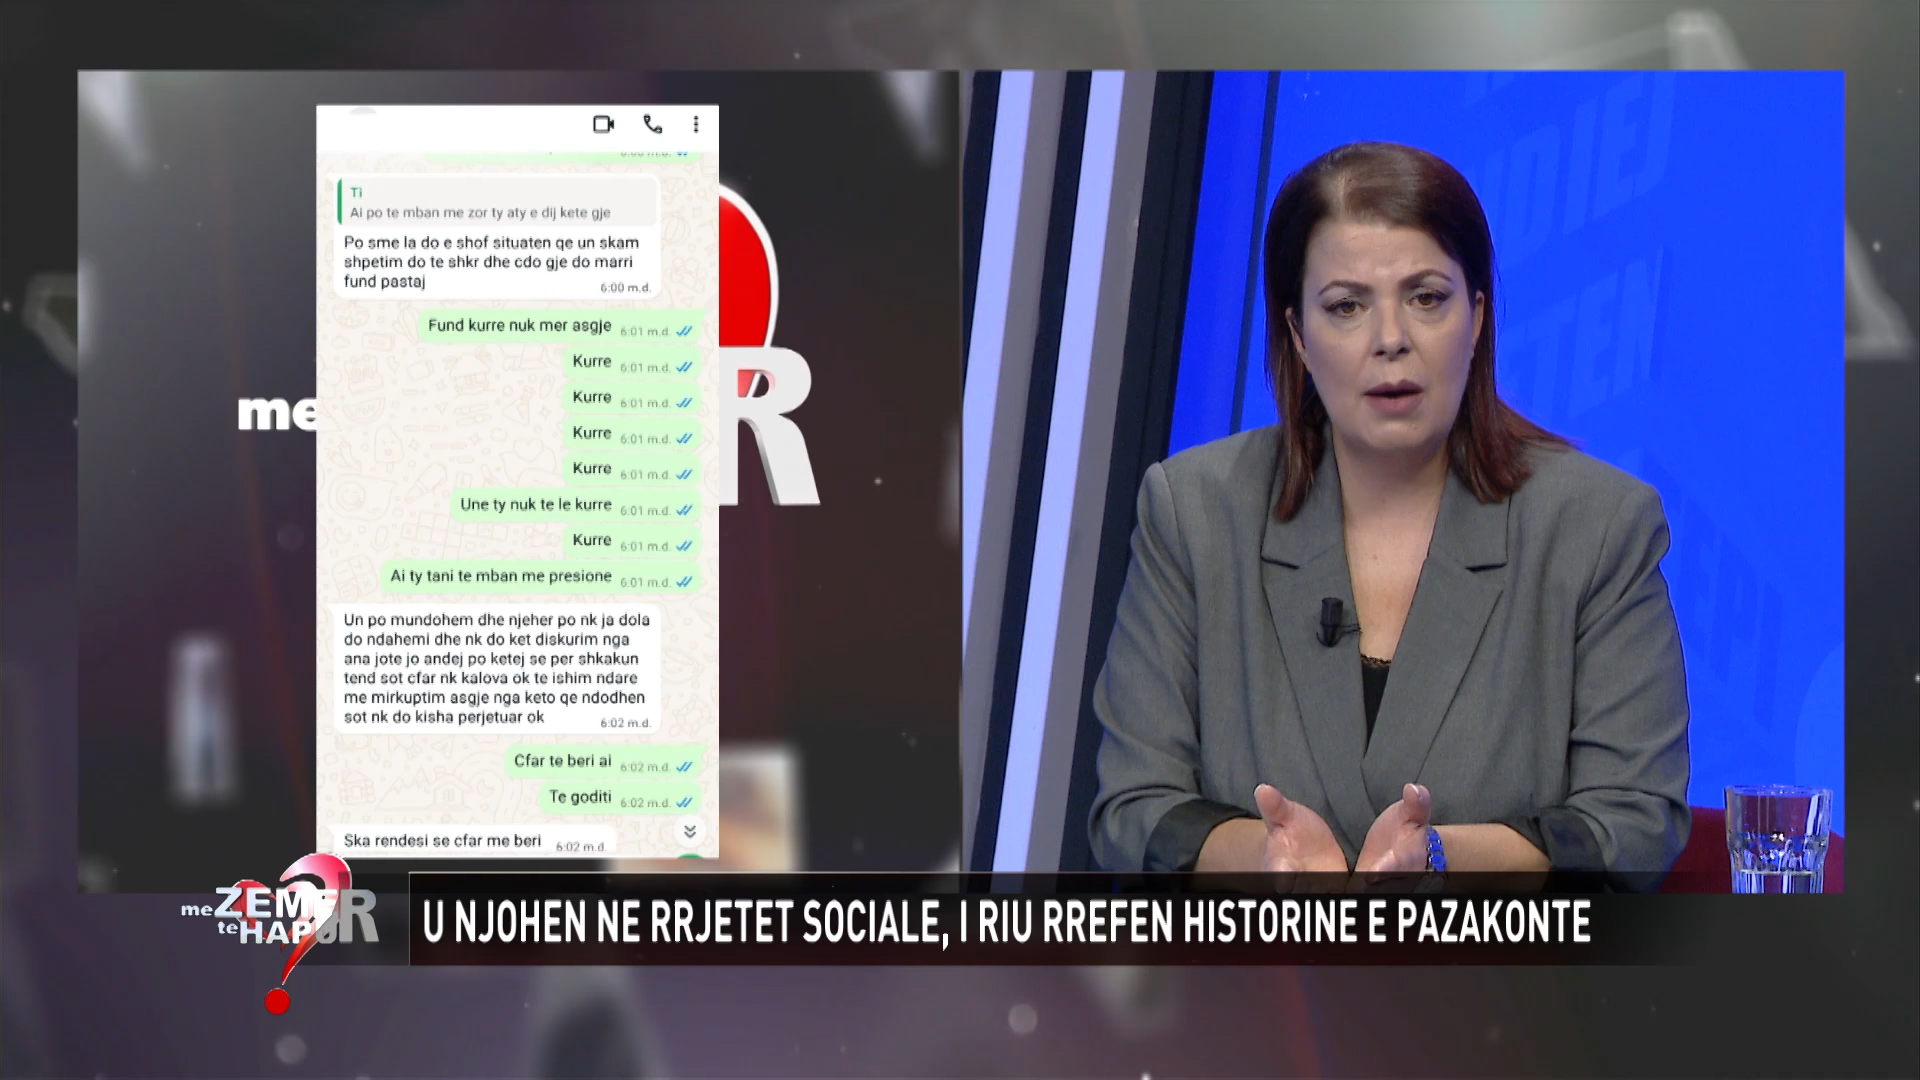 Ti
Ai po te mban me zor ty aty e dij kete gje
Po sme la do e shof situaten qe un skam
shpetim do te shkr dhe cdo gje do marri
fund pastaj
6:00 m.d.
Fund kurre nuk mer asgje 6:01 m.d.
Kurre 6:01 m.d.
Kurre 6:01 m.d.
Kurre 6:01 m.d.
Kurre 6:01 m.d.
Une ty nuk te le kurre 6:01 m.d.
Kurre 6:01 m.d.
Ai ty tani te mban me presione 6:01 m.d.
Un po mundohem dhe njeher po nk ja dola
do ndahemi dhe nk do ket diskurim nga
ana jote jo andej po ketej se per shkakun
tend sot cfar nk kalova ok te ishim ndare
me mirkuptim asgje nga keto qe ndodhen
sot nk do kisha perjetuar ok
6:02 m.d.
Cfar te beri ai 6:02 m.d.
Te goditi 6:02 m.d.
Ska rendesi se cfar me beri 6:02 m.d.
me
R
me ZEMER
te HAPUR
U NJOHEN NE RRJETET SOCIALE, I RIU RREFEN HISTORINE E PAZAKONTE